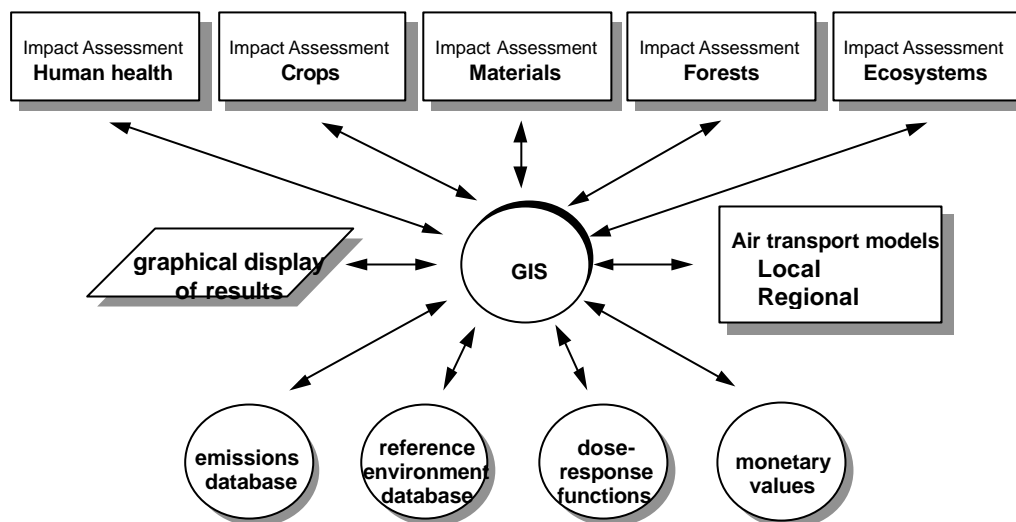 Impact Assessment
Human health
Impact Assessment
Crops
Impact Assessment
Materials
Impact Assessment
Forests
Impact Assessment
Ecosystems
graphical display
of results
GIS
Air transport models
Local
Regional
emissions
database
reference
environment
database
dose-
response
functions
monetary
values